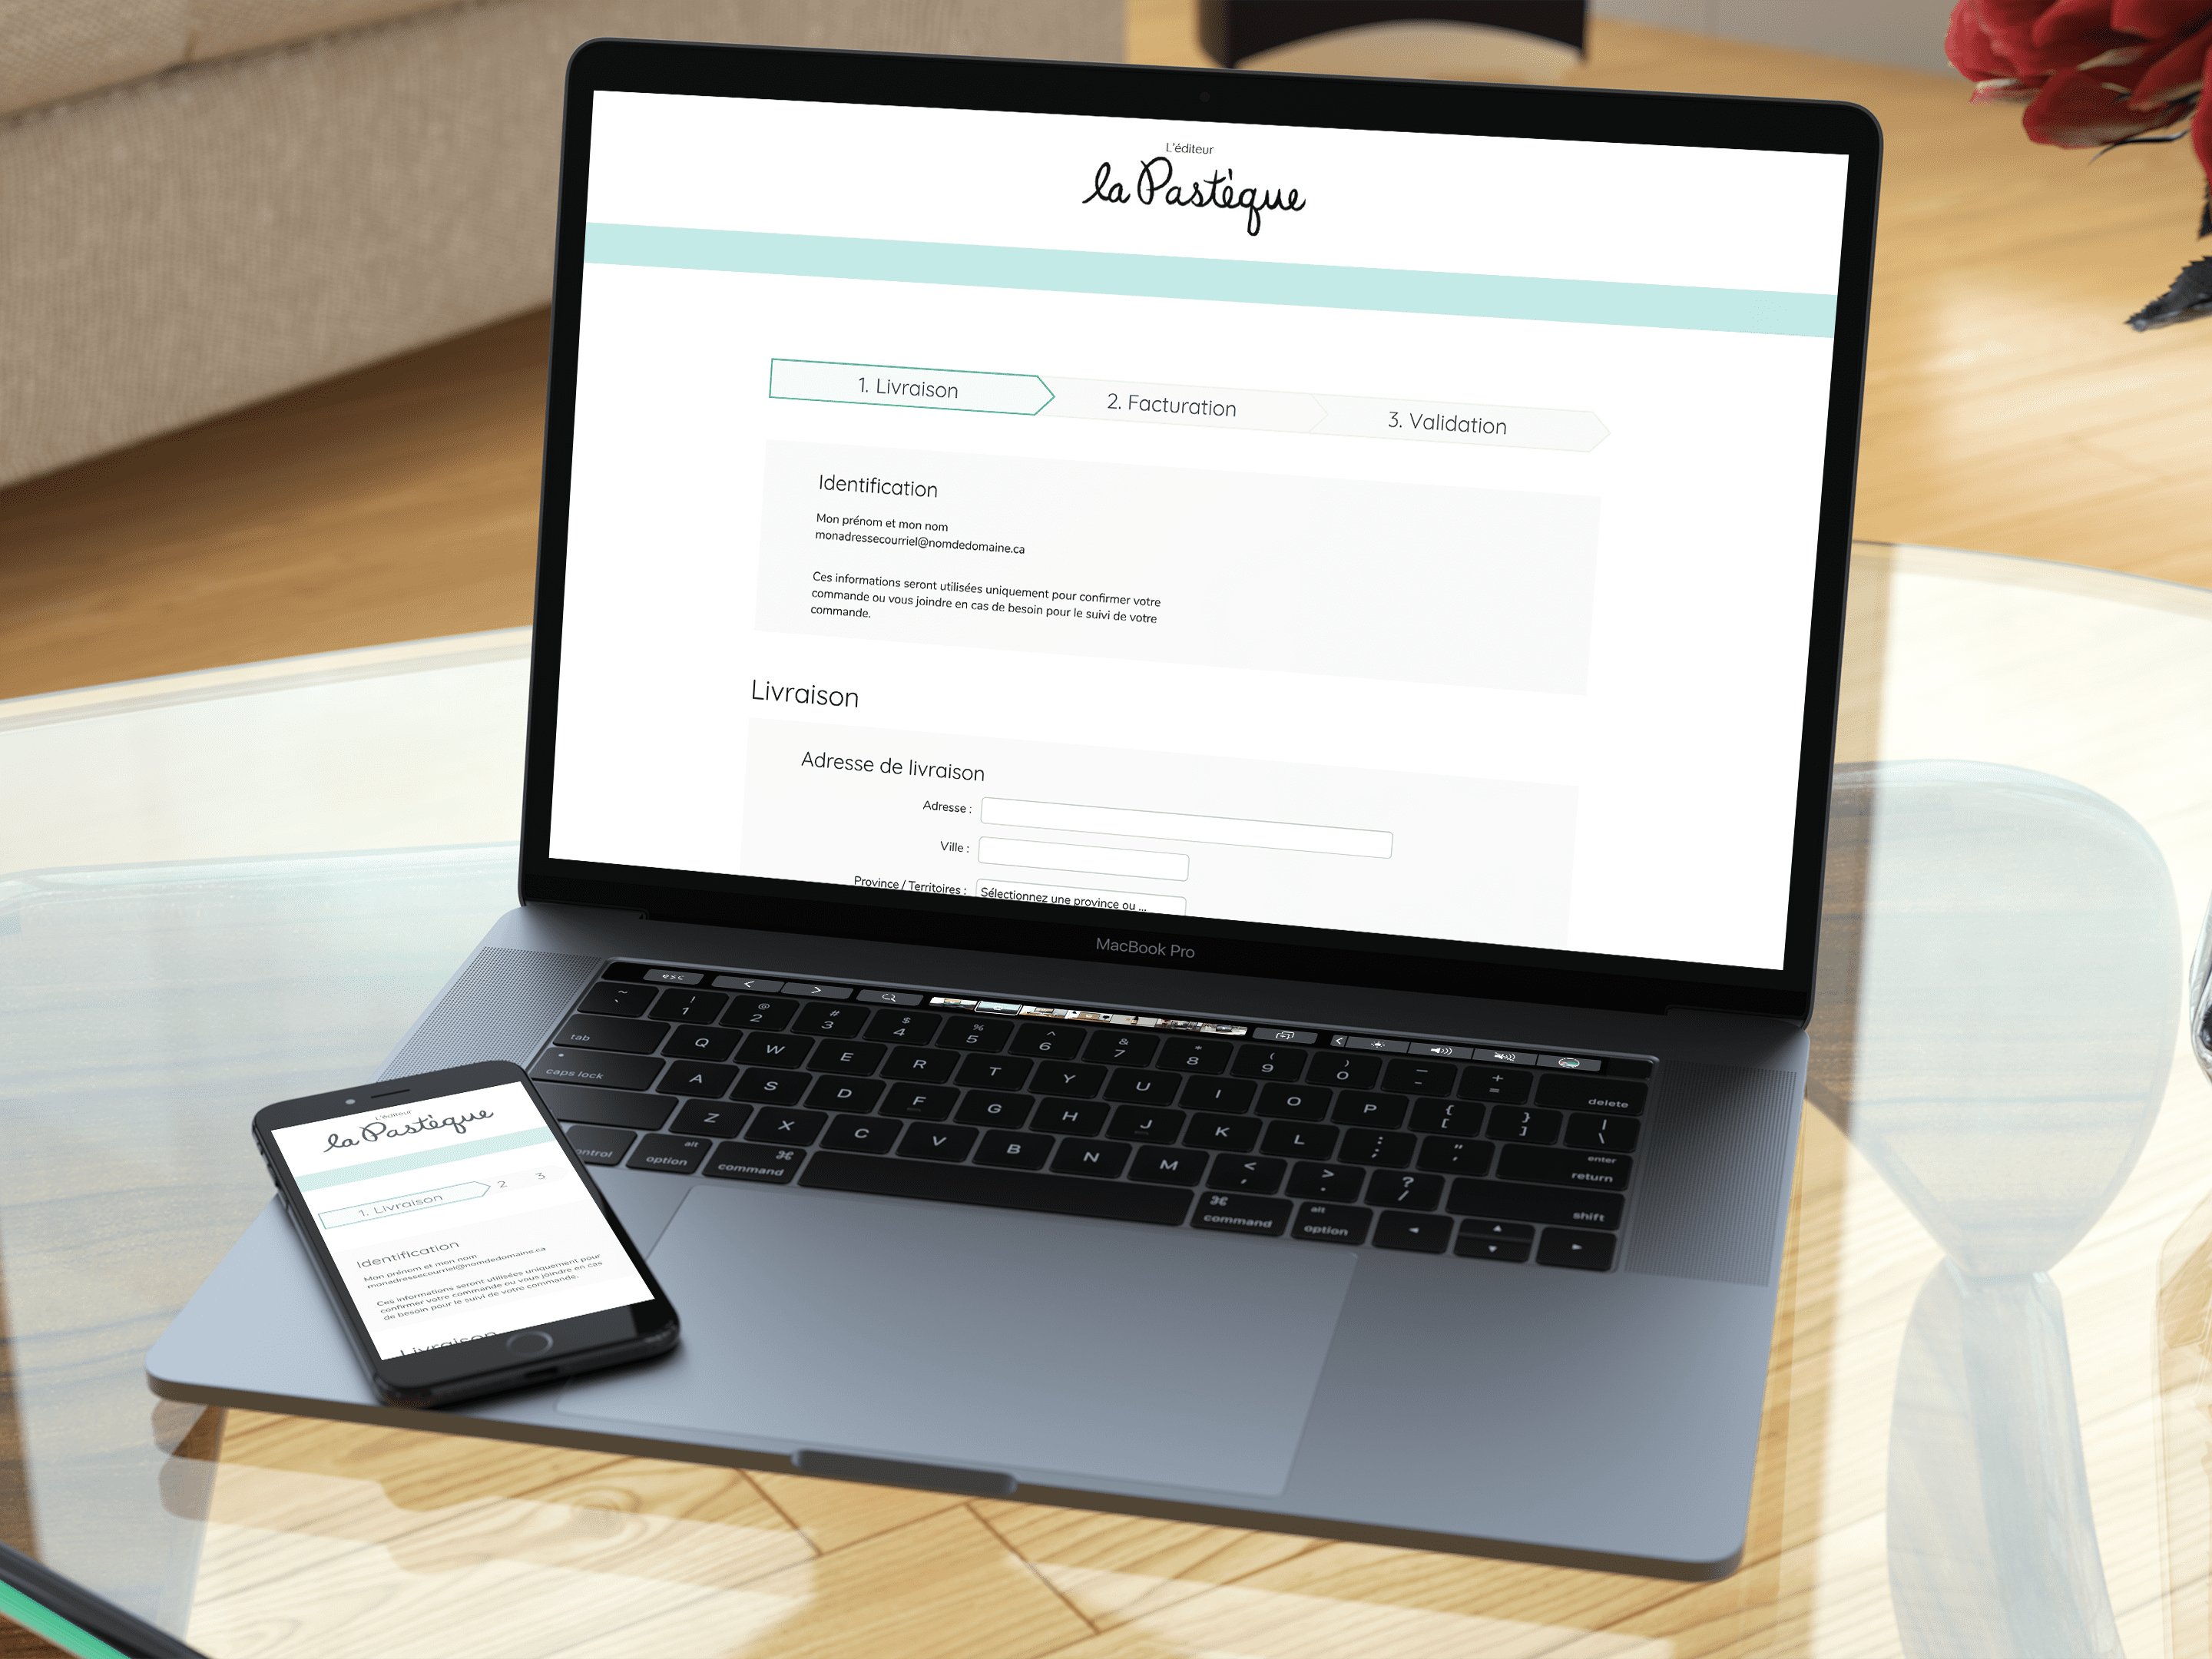 L'éditeur
la Pastèque
1. Livraison
2. Facturation
3. Validation
Identification
Mon prénom et mon nom
monadressecourriel@nomdedomaine.ca
Ces informations seront utilisées uniquement pour confirmer votre
commande ou vous joindre en cas de besoin pour le suivi de votre
commande.
Livraison
Adresse de livraison
Adresse :
Ville :
Province / Territoires : Sélectionnez une province ou ...
MacBook Pro
esc < >
~ ! @ # $ % ^ & * ( ) _ +
` 1 2 3 4 5 6 7 8 9 0 - = delete
tab Q W E R T Y U I O P { [ } ] | \
caps lock A S D F G H J K L : ; " ' enter return
Z X C V B N M < , > . ? / shift
ontrol alt option ⌘ command ⌘ command alt option
L'éditeur
la Pastèque
1. Livraison 2 3
Identification
Mon prénom et mon nom
monadressecourriel@nomdedomaine.ca
Ces informations seront utilisées uniquement pour
confirmer votre commande ou vous joindre en cas
de besoin pour le suivi de votre commande.
Livraison